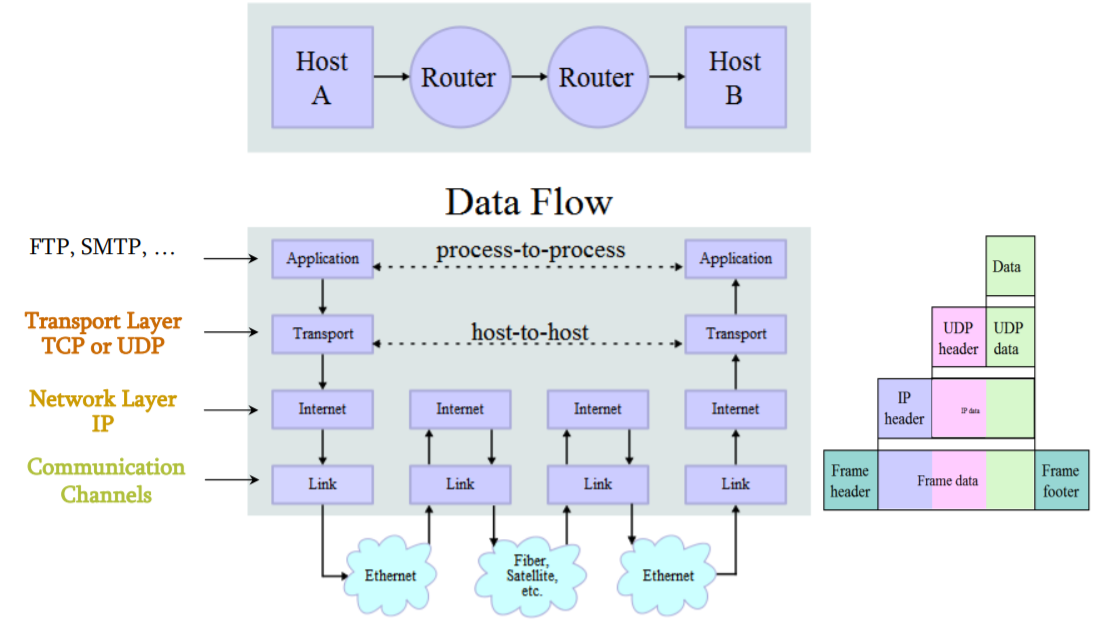 Host
A
Router
Router
Host
B
Data Flow
FTP, SMTP, …
Transport Layer
TCP or UDP
Network Layer
IP
Communication
Channels
Application
process-to-process
Application
Transport
host-to-host
Transport
Internet
Internet
Internet
Internet
Link
Link
Link
Link
Ethernet
Fiber,
Satellite,
etc.
Ethernet
Data
UDP
header
UDP
data
IP
header
IP data
Frame
header
Frame data
Frame
footer